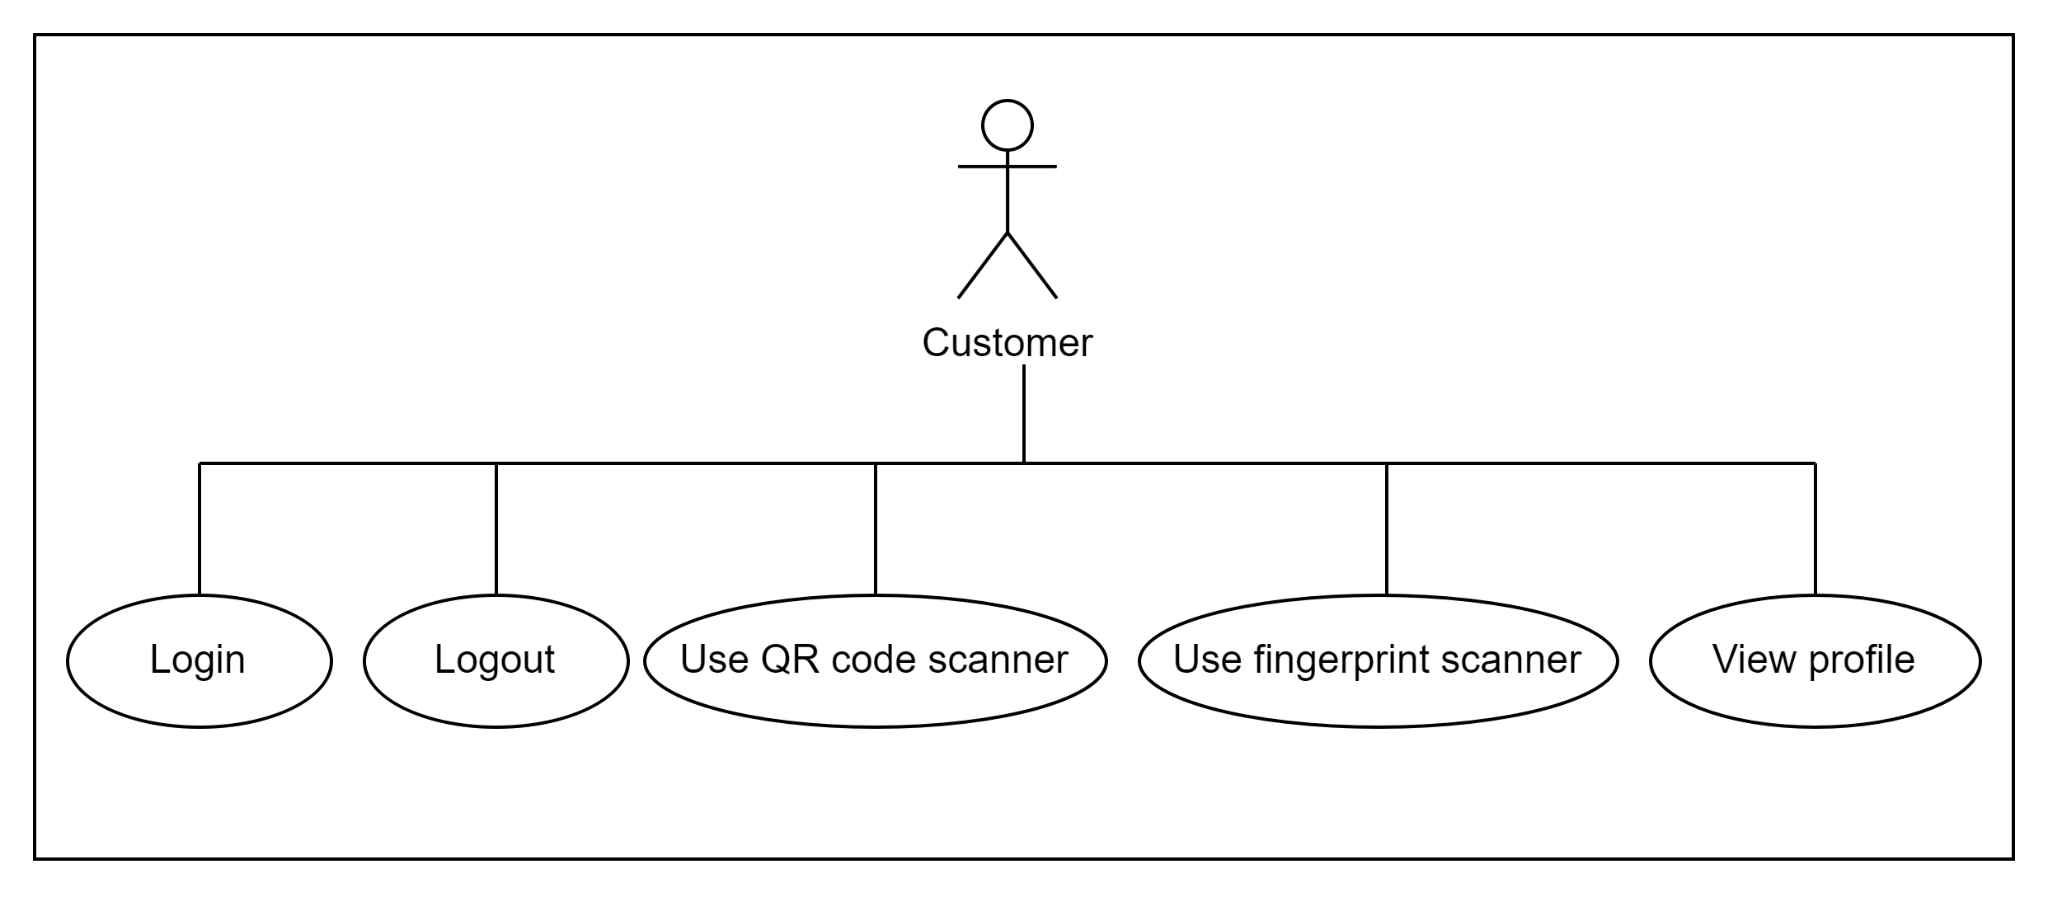 Customer
Login
Logout
Use QR code scanner
Use fingerprint scanner
View profile